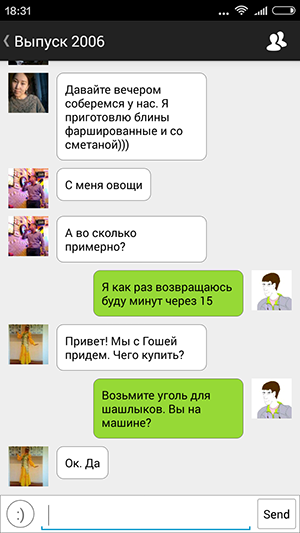 18:31
Выпуск 2006
Давайте вечером
соберемся у нас. Я
приготовлю блины
фаршированные и со
сметаной)))
С меня овощи
А во сколько
примерно?
Я как раз возвращаюсь
буду минут через 15
Привет! Мы с Гошей
придем. Чего купить?
Возьмите уголь для
шашлыков. Вы на
машине?
Ок. Да
:)
Send